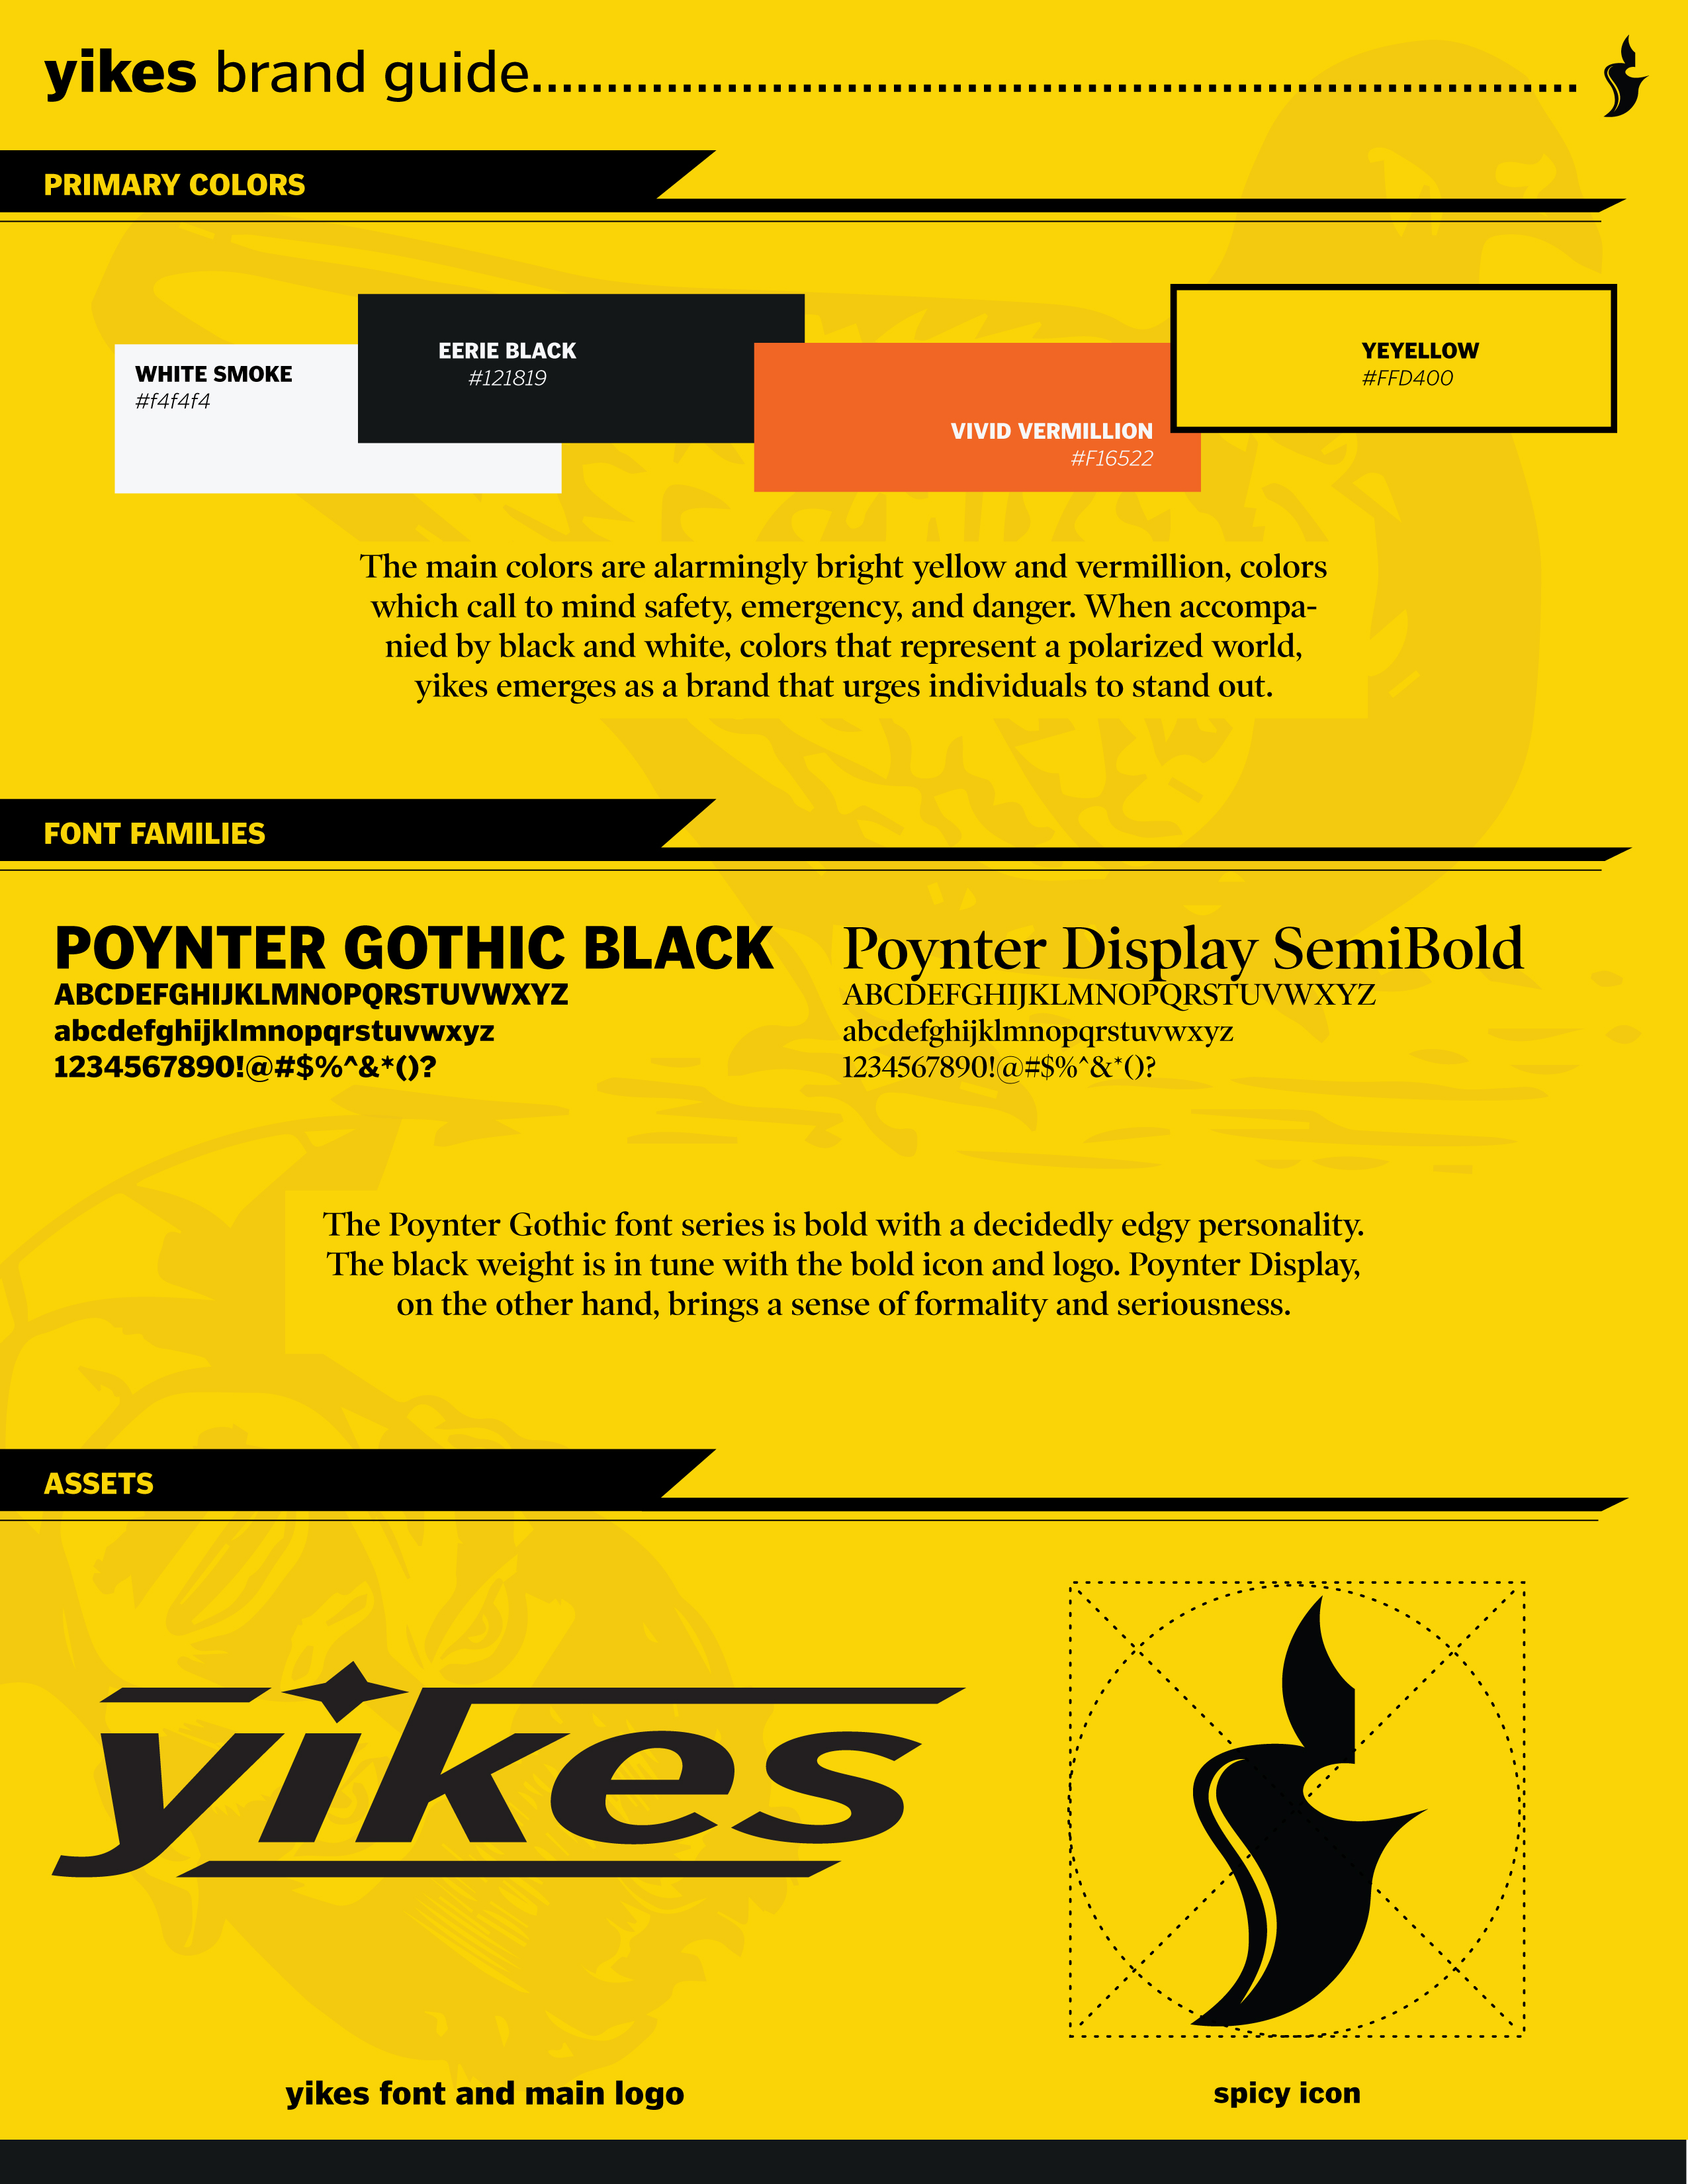 yikes brand guide
PRIMARY COLORS
WHITE SMOKE
#f4f4f4
EERIE BLACK
#121819
VIVID VERMILLION
#F16522
YEYELLOW
#FFD400
The main colors are alarmingly bright yellow and vermillion, colors
which call to mind safety, emergency, and danger. When accompa-
nied by black and white, colors that represent a polarized world,
yikes emerges as a brand that urges individuals to stand out.
FONT FAMILIES
POYNTER GOTHIC BLACK
ABCDEFGHIJKLMNOPQRSTUVWXYZ
abcdefghijklmnopqrstuvwxyz
1234567890!@#$%^&*()?
Poynter Display SemiBold
ABCDEFGHIJKLMNOPQRSTUVWXYZ
abcdefghijklmnopqrstuvwxyz
1234567890!@#$%^&*()?
The Poynter Gothic font series is bold with a decidedly edgy personality.
The black weight is in tune with the bold icon and logo. Poynter Display,
on the other hand, brings a sense of formality and seriousness.
ASSETS
yikes
yikes font and main logo
spicy icon